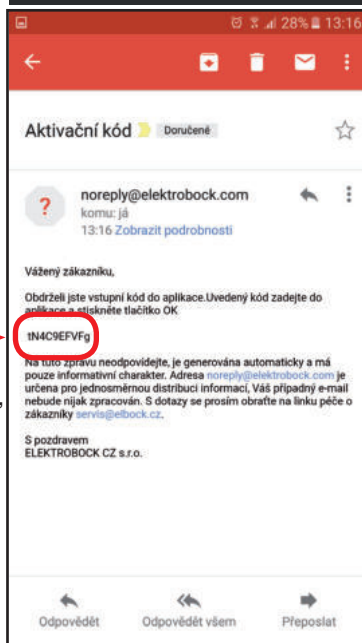 28% 13:16
Aktivační kód Doručené
?
noreply@elektrobock.com
komu: já
13:16 Zobrazit podrobnosti
Vážený zákazníku,
Obdrželi jste vstupní kód do aplikace.Uvedený kód zadejte do
aplikace a stiskněte tlačítko OK
tN4C9EFVFg
Na tuto zprávu neodpovídejte, je generována automaticky a má
pouze informativní charakter. Adresa noreply@elektrobock.com je
určena pro jednosměrnou distribuci informací, Váš případný e-mail
nebude nijak zpracován. S dotazy se prosím obraťte na linku péče o
zákazníky servis@elbock.cz.
S pozdravem
ELEKTROBOCK CZ s.r.o.
Odpovědět Odpovědět všem Přeposlat